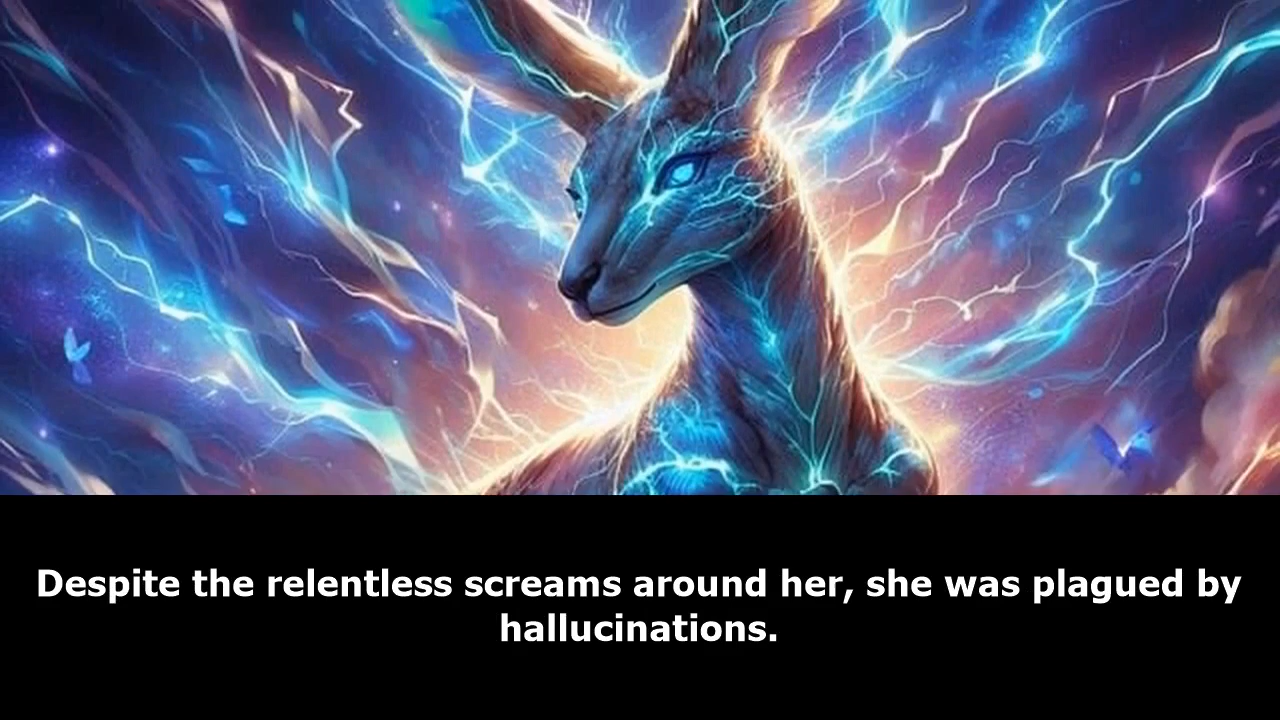 Despite the relentless screams around her, she was plagued by
hallucinations.